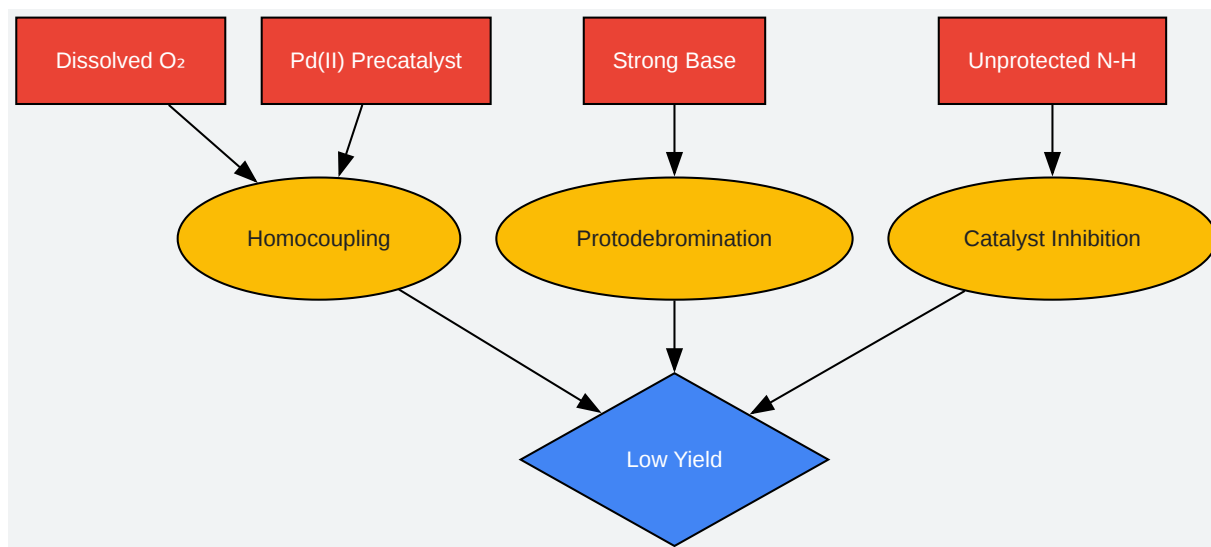 Dissolved O₂
Pd(II) Precatalyst
Strong Base
Unprotected N-H
Homocoupling
Protodebromination
Catalyst Inhibition
Low Yield